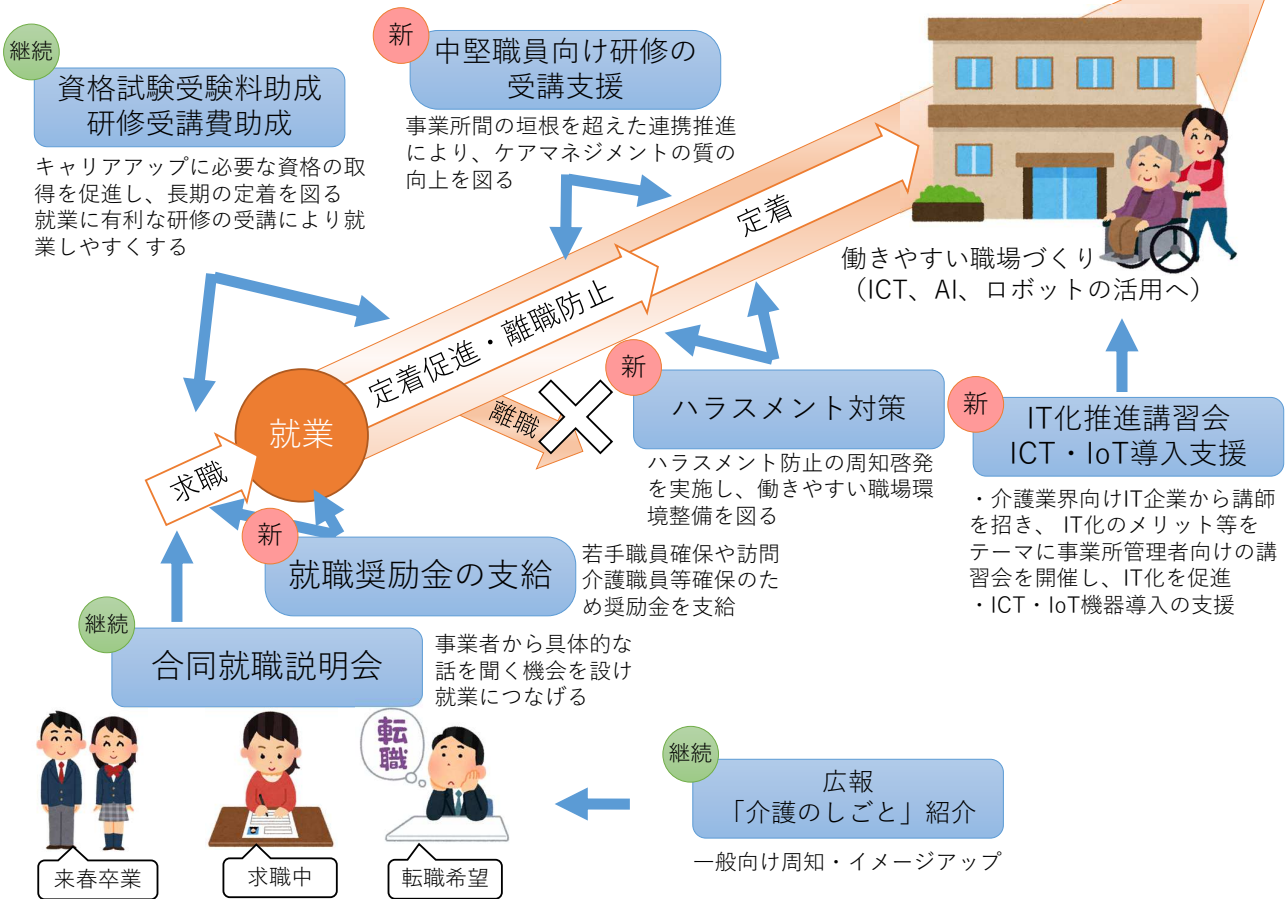 継続
資格試験受験料助成
研修受講費助成
キャリアアップに必要な資格の取
得を促進し、長期の定着を図る
就業に有利な研修の受講により就
業しやすくする
新
中堅職員向け研修の
受講支援
事業所間の垣根を超えた連携推進
により、ケアマネジメントの質の
向上を図る
定着
働きやすい職場づくり
（ICT、AI、ロボットの活用へ）
定着促進・離職防止
離職
就業
求職
新
ハラスメント対策
ハラスメント防止の周知啓発
を実施し、働きやすい職場環
境整備を図る
新
IT化推進講習会
ICT・IoT導入支援
・介護業界向けIT企業から講師
を招き、 IT化のメリット等を
テーマに事業所管理者向けの講
習会を開催し、IT化を促進
・ICT・IoT機器導入の支援
新
就職奨励金の支給
若手職員確保や訪問
介護職員等確保のた
め奨励金を支給
継続
合同就職説明会
事業者から具体的な
話を聞く機会を設け
就業につなげる
転職
来春卒業
求職中
転職希望
継続
広報
「介護のしごと」紹介
一般向け周知・イメージアップ